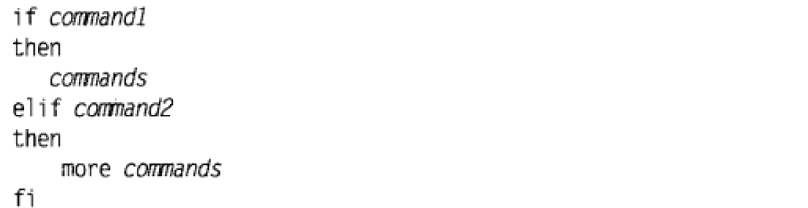 if command1
then
commands
elif command2
then
more commands
fi